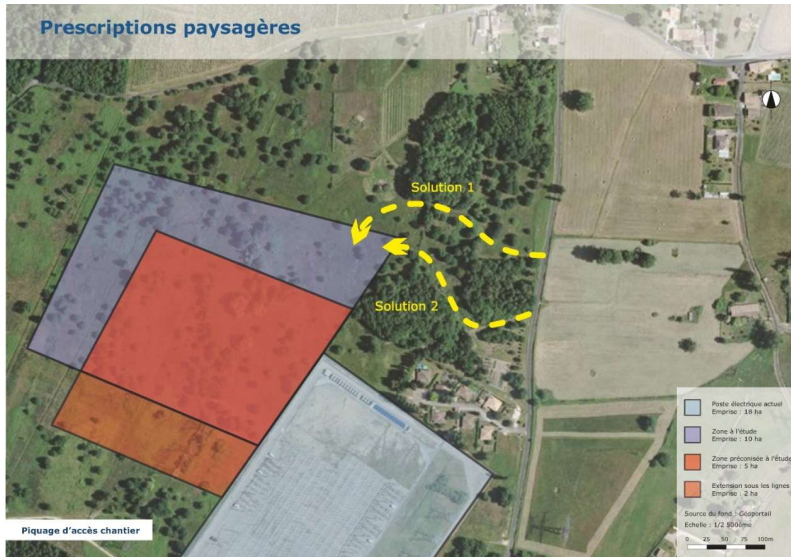 Prescriptions paysagères
Solution 1
Solution 2
Poste électrique actuel
Emprise : 18 ha
Zone à l'étude
Emprise : 10 ha
Zone préconisée à l'étude
Emprise : 5 ha
Extension sous les lignes
Emprise : 2 ha
Source du fond : Géoportail
Echelle : 1/2 500ème
0 25 50 75 100m
Piquage d'accès chantier